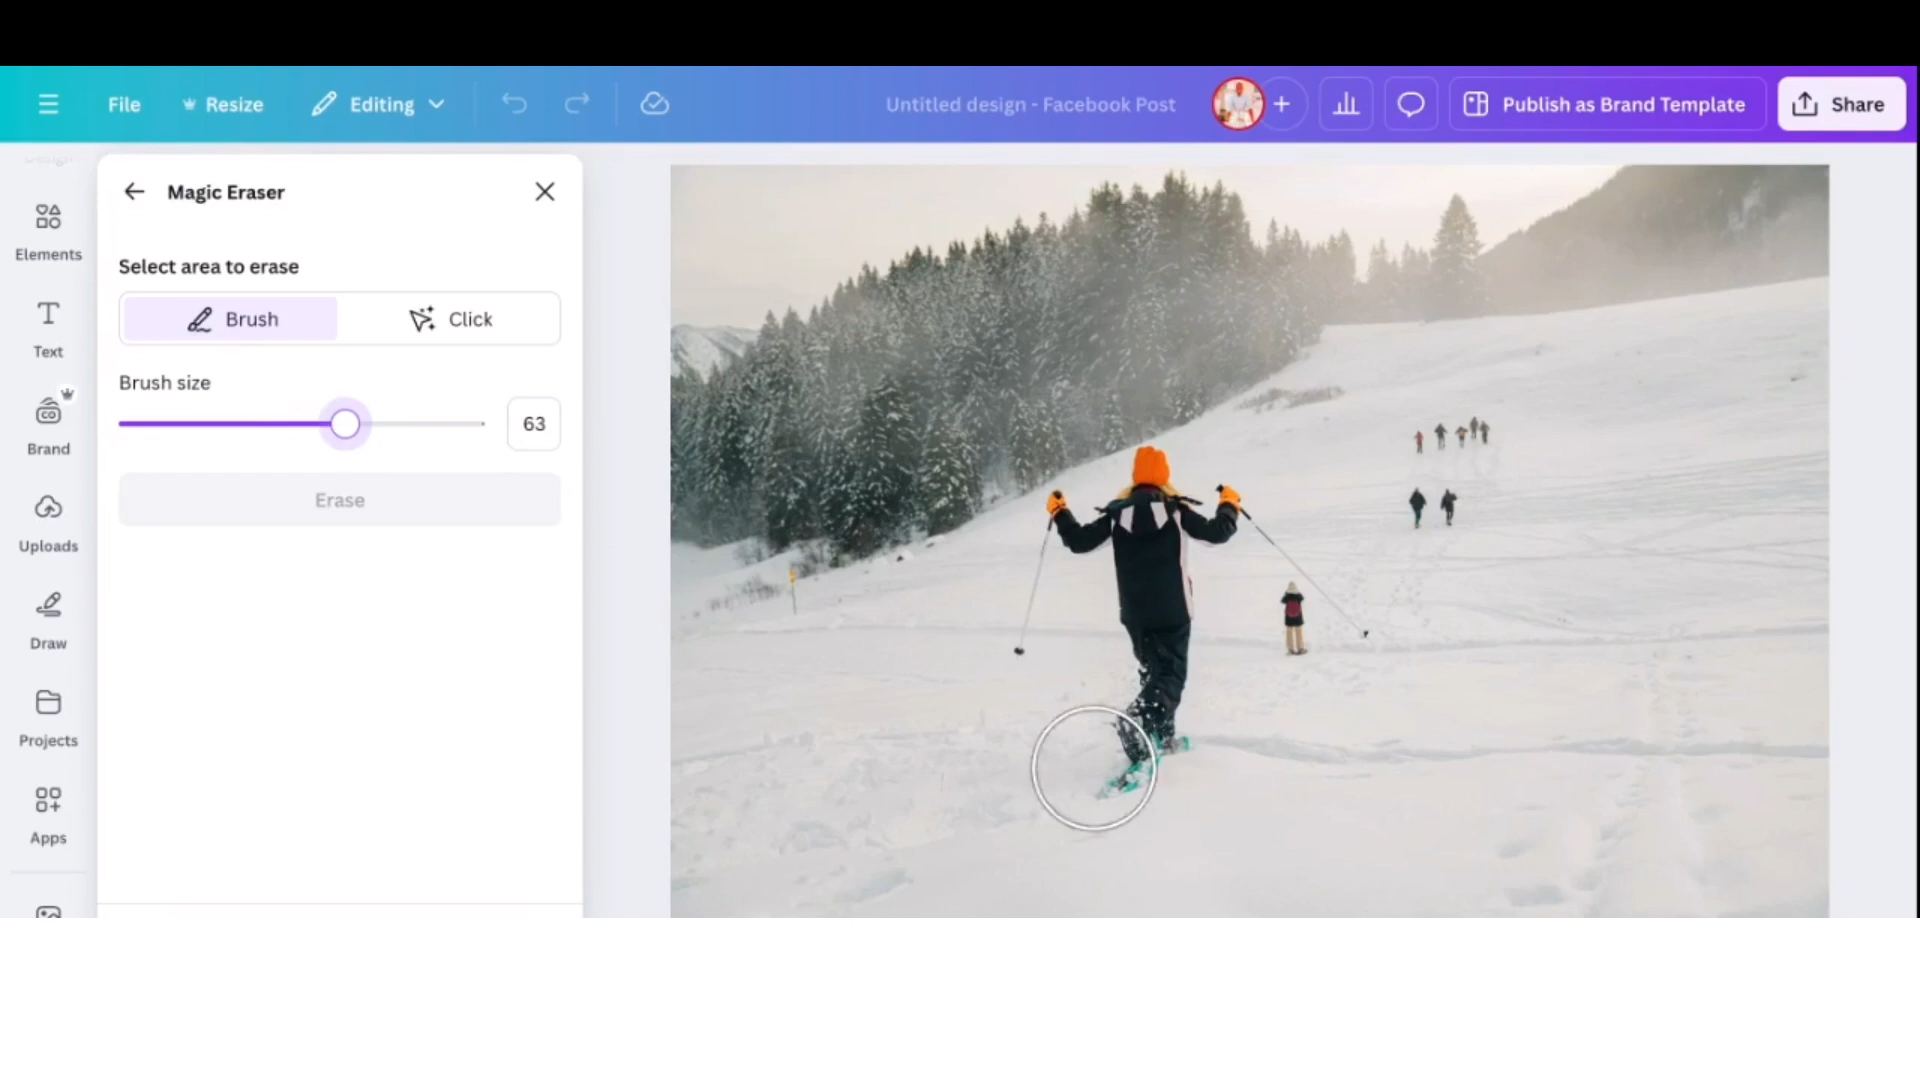 File
Resize
Editing
Untitled design - Facebook Post
+
Publish as Brand Template
Share
Design
Elements
Text
Brand
Uploads
Draw
Projects
Apps
Magic Eraser
Select area to erase
Brush
Click
Brush size
63
Erase